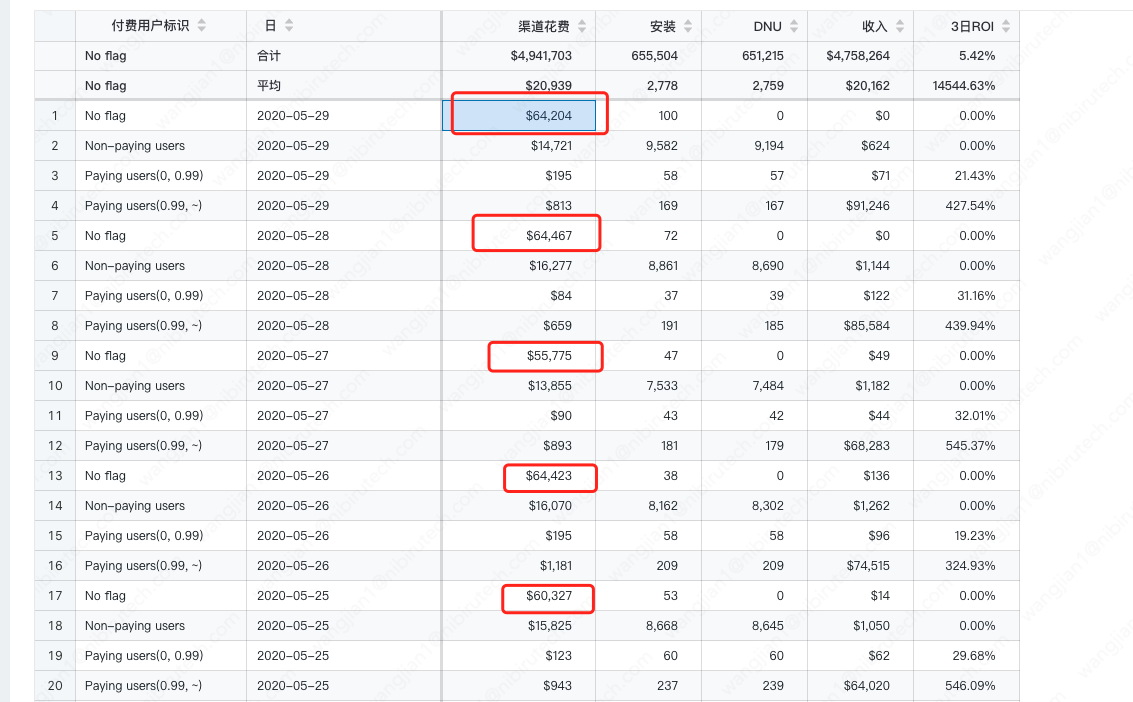 付费用户标识 日 渠道花费 安装 DNU 收入 3日ROI
No flag 合计 $4,941,703 655,504 651,215 $4,758,264 5.42%
No flag 平均 $20,939 2,778 2,759 $20,162 14544.63%
1 No flag 2020-05-29 $64,204 100 0 $0 0.00%
2 Non-paying users 2020-05-29 $14,721 9,582 9,194 $624 0.00%
3 Paying users(0, 0.99) 2020-05-29 $195 58 57 $71 21.43%
4 Paying users(0.99, ~) 2020-05-29 $813 169 167 $91,246 427.54%
5 No flag 2020-05-28 $64,467 72 0 $0 0.00%
6 Non-paying users 2020-05-28 $16,277 8,861 8,690 $1,144 0.00%
7 Paying users(0, 0.99) 2020-05-28 $84 37 39 $122 31.16%
8 Paying users(0.99, ~) 2020-05-28 $659 191 185 $85,584 439.94%
9 No flag 2020-05-27 $55,775 47 0 $49 0.00%
10 Non-paying users 2020-05-27 $13,855 7,533 7,484 $1,182 0.00%
11 Paying users(0, 0.99) 2020-05-27 $90 43 42 $44 32.01%
12 Paying users(0.99, ~) 2020-05-27 $893 181 179 $68,283 545.37%
13 No flag 2020-05-26 $64,423 38 0 $136 0.00%
14 Non-paying users 2020-05-26 $16,070 8,162 8,302 $1,262 0.00%
15 Paying users(0, 0.99) 2020-05-26 $195 58 58 $96 19.23%
16 Paying users(0.99, ~) 2020-05-26 $1,181 209 209 $74,515 324.93%
17 No flag 2020-05-25 $60,327 53 0 $14 0.00%
18 Non-paying users 2020-05-25 $15,825 8,668 8,645 $1,050 0.00%
19 Paying users(0, 0.99) 2020-05-25 $123 60 60 $62 29.68%
20 Paying users(0.99, ~) 2020-05-25 $943 237 239 $64,020 546.09%